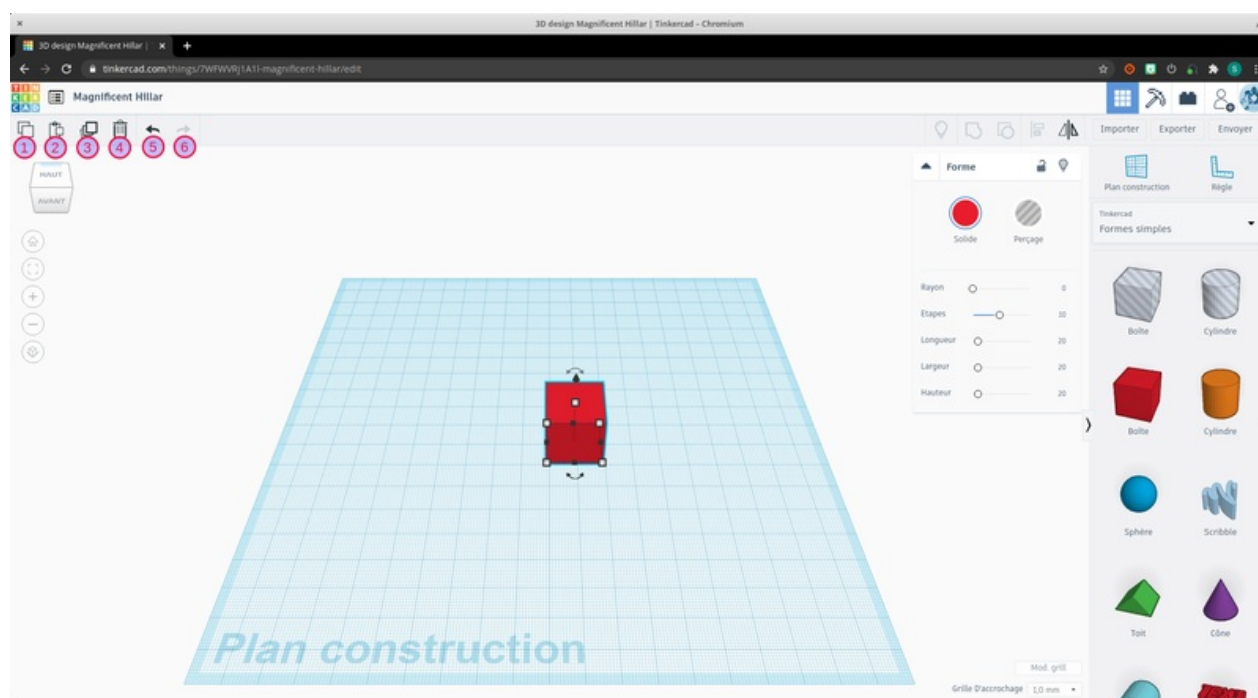 3D design Magnificent Hillar | Tinkercad - Chromium
3D design Magnificent Hillar |
tinkercad.com/things/7WFWVRj1A1l-magnificent-hillar/edit
S
TIN
KER
CAD
Magnificent Hillar
1 2 3 4 5 6
Importer Exporter Envoyer
HAUT
AVANT
Forme
Solide Perçage
Rayon 0
Etapes 10
Longueur 20
Largeur 20
Hauteur 20
Plan construction Règle
Tinkercad
Formes simples
Boîte Cylindre
Boîte Cylindre
Sphère Scribble
Toit Cône
Plan construction
Mod. grill
Grille D'accrochage 1,0 mm